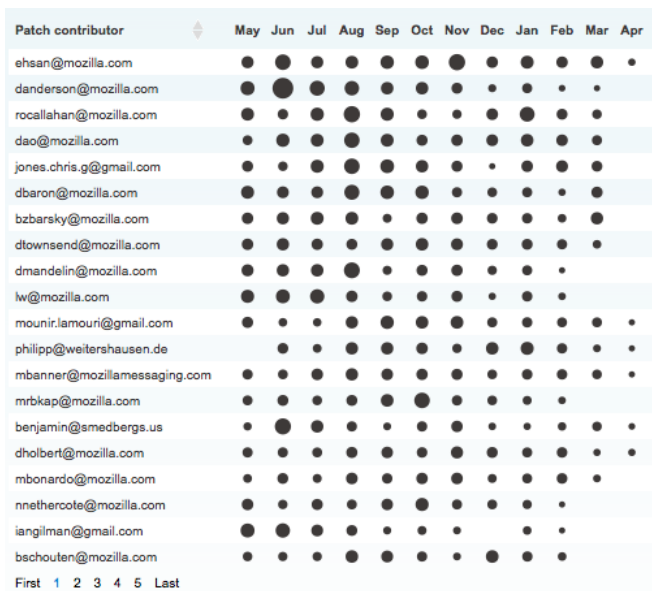 Patch contributor May Jun Jul Aug Sep Oct Nov Dec Jan Feb Mar Apr
ehsan@mozilla.com
danderson@mozilla.com
rocallahan@mozilla.com
dao@mozilla.com
jones.chris.g@gmail.com
dbaron@mozilla.com
bzbarsky@mozilla.com
dtownsend@mozilla.com
dmandelin@mozilla.com
lw@mozilla.com
mounir.lamouri@gmail.com
philipp@weitershausen.de
mbanner@mozillamessaging.com
mrbkap@mozilla.com
benjamin@smedbergs.us
dholbert@mozilla.com
mbonardo@mozilla.com
nnethercote@mozilla.com
iangilman@gmail.com
bschouten@mozilla.com
First 1 2 3 4 5 Last